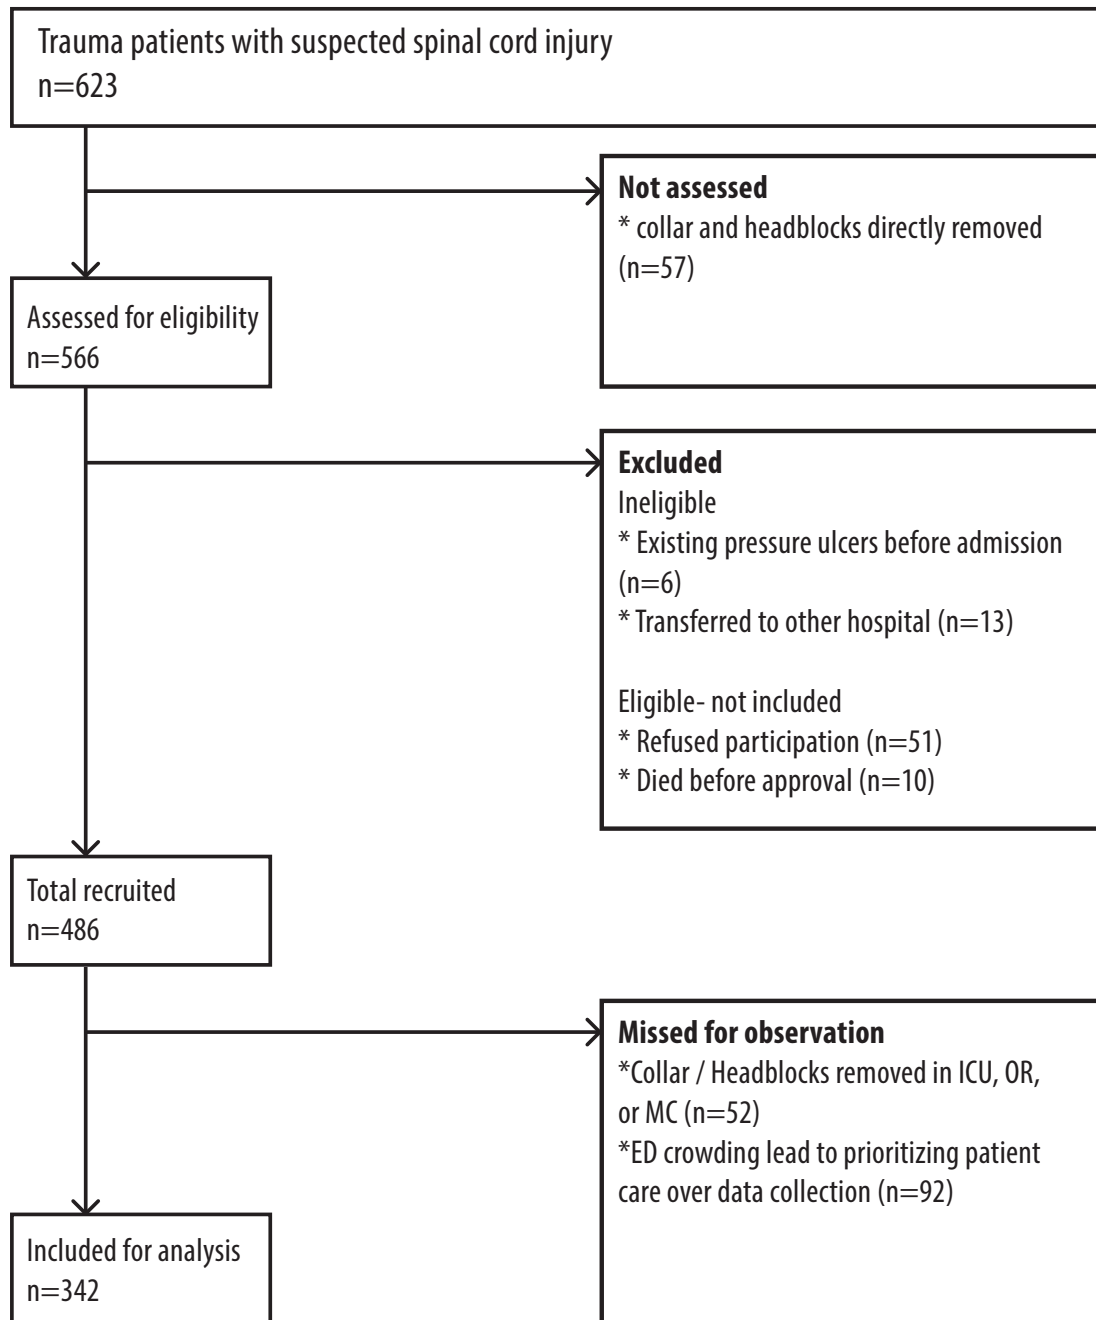 Trauma patients with suspected spinal cord injury
n=623
Not assessed
* collar and headblocks directly removed
(n=57)
Assessed for eligibility
n=566
Excluded
Ineligible
* Existing pressure ulcers before admission
(n=6)
* Transferred to other hospital (n=13)
Eligible- not included
* Refused participation (n=51)
* Died before approval (n=10)
Total recruited
n=486
Missed for observation
*Collar / Headblocks removed in ICU, OR,
or MC (n=52)
*ED crowding lead to prioritizing patient
care over data collection (n=92)
Included for analysis
n=342